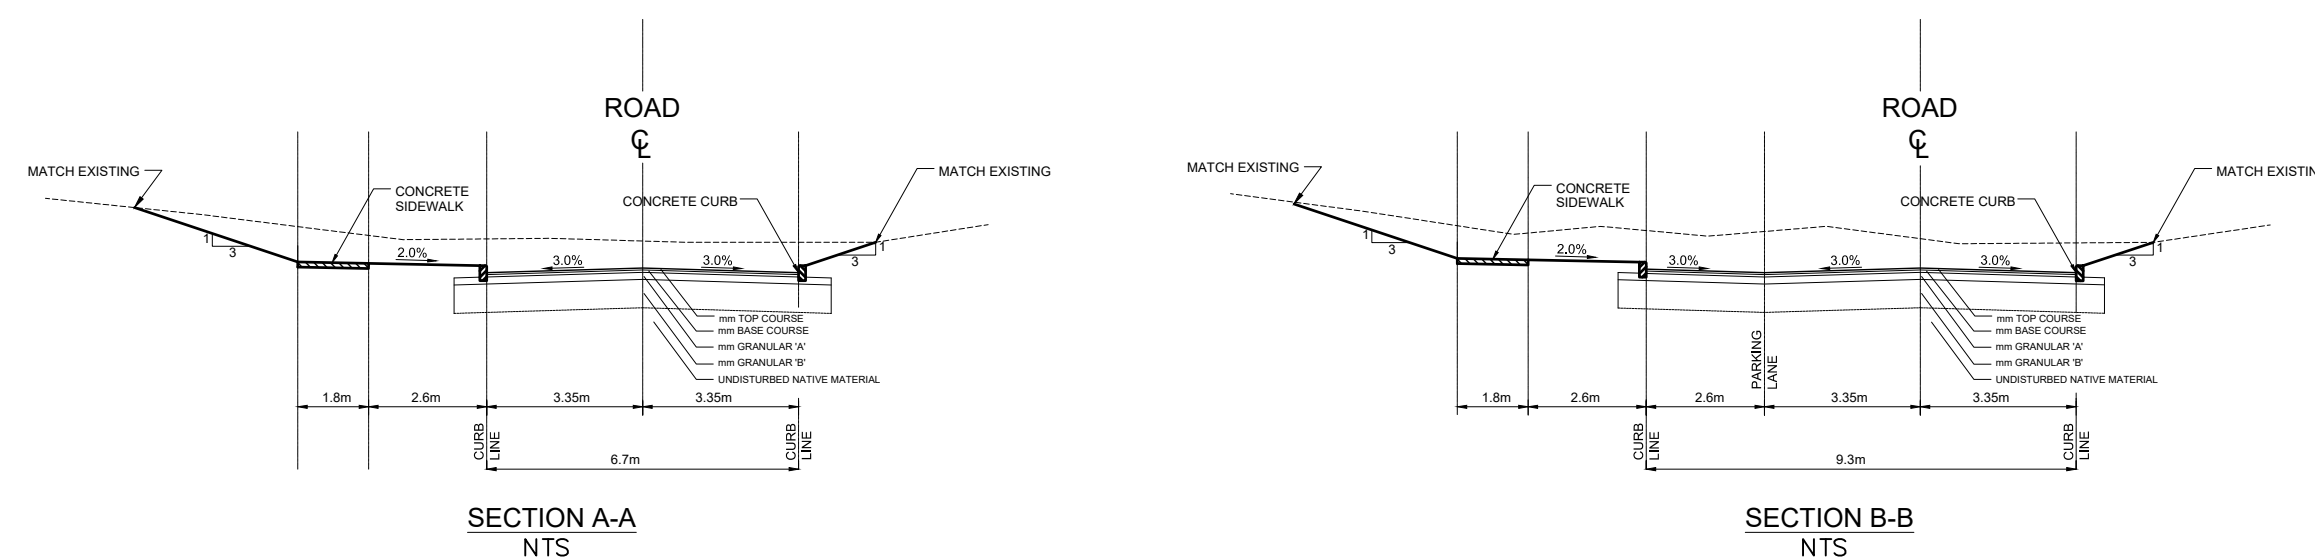 ROAD
℄
MATCH EXISTING
CONCRETE
SIDEWALK
CONCRETE CURB
MATCH EXISTING
1
3
2.0%
3.0%
3.0%
1
3
mm TOP COURSE
mm BASE COURSE
mm GRANULAR 'A'
mm GRANULAR 'B'
UNDISTURBED NATIVE MATERIAL
1.8m
2.6m
3.35m
3.35m
CURB
LINE
CURB
LINE
6.7m
SECTION A-A
NTS
ROAD
℄
MATCH EXISTING
CONCRETE
SIDEWALK
CONCRETE CURB
MATCH EXISTIN
1
3
2.0%
3.0%
3.0%
3.0%
1
3
mm TOP COURSE
mm BASE COURSE
mm GRANULAR 'A'
mm GRANULAR 'B'
UNDISTURBED NATIVE MATERIAL
PARKING
LANE
1.8m
2.6m
2.6m
3.35m
3.35m
CURB
LINE
CURB
LINE
9.3m
SECTION B-B
NTS